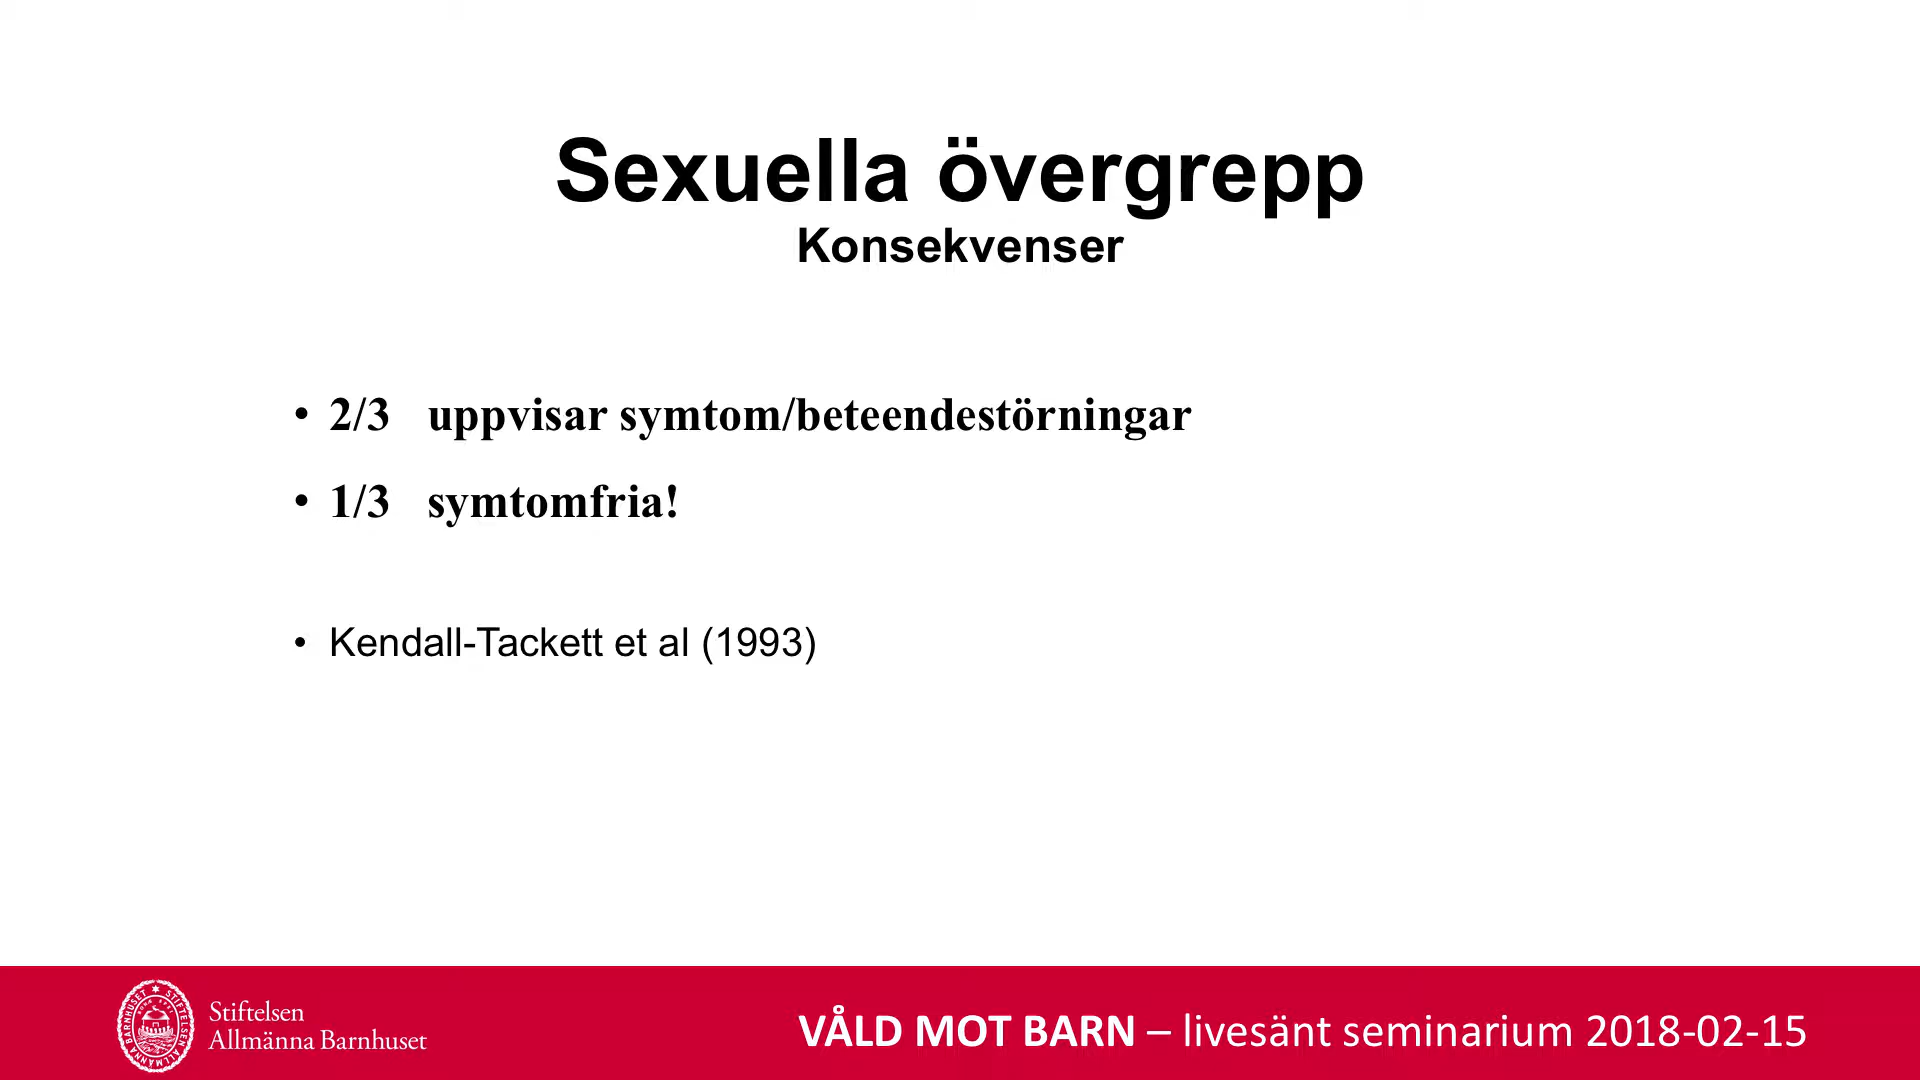 Sexuella övergrepp
Konsekvenser
• 2/3 uppvisar symtom/beteendestörningar
• 1/3 symtomfria!
• Kendall-Tackett et al (1993)
Stiftelsen
Allmänna Barnhuset
VÅLD MOT BARN – livesänt seminarium 2018-02-15